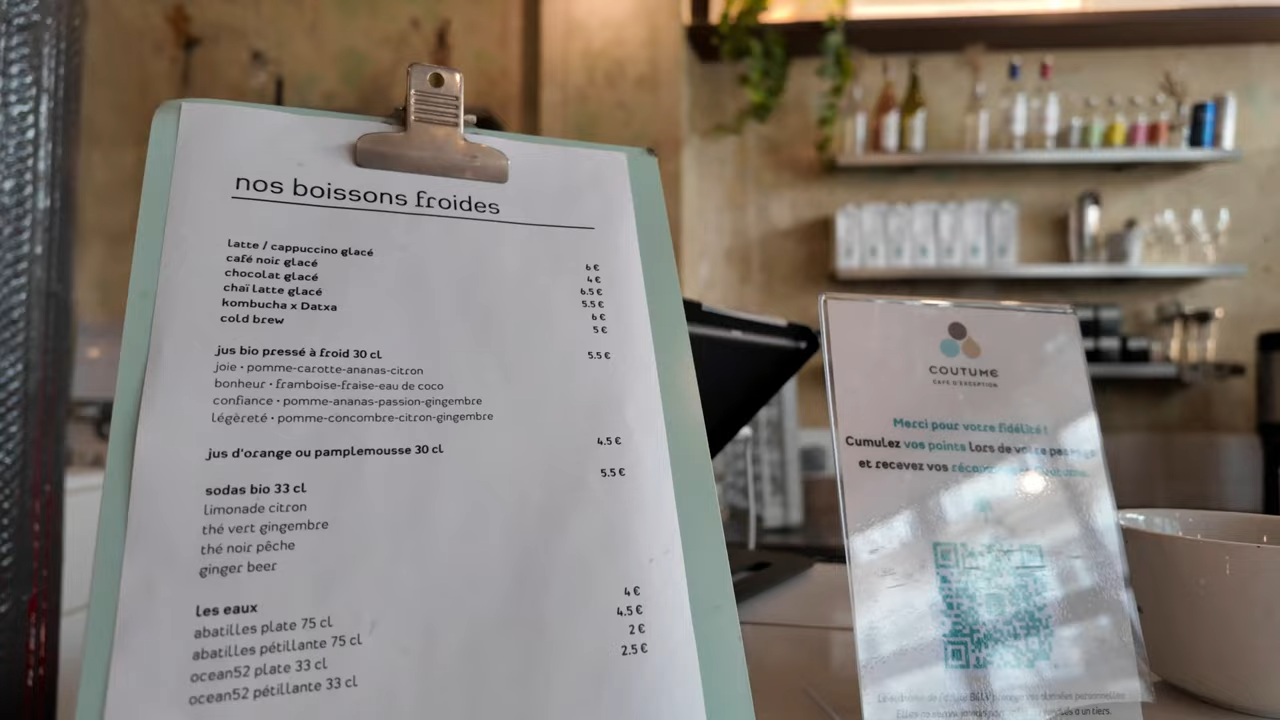 nos boissons froides
latte / cappuccino glacé 6 €
café noir glacé 4 €
chocolat glacé 6.5 €
chaï latte glacé 5.5 €
kombucha x Datxa 6 €
cold brew 5 €
jus bio pressé à froid 30 cl 5.5 €
joie • pomme-carotte-ananas-citron
bonheur • framboise-fraise-eau de coco
confiance • pomme-ananas-passion-gingembre
légèreté • pomme-concombre-citron-gingembre
jus d'orange ou pamplemousse 30 cl 4.5 €
sodas bio 33 cl 5.5 €
limonade citron
thé vert gingembre
thé noir pêche
ginger beer
les eaux
abatilles plate 75 cl 4 €
abatilles pétillante 75 cl 4.5 €
ocean52 plate 33 cl 2 €
ocean52 pétillante 33 cl 2.5 €
COUTUME
CAFÉ D'EXCEPTION
Merci pour votre fidélité !
Cumulez vos points lors de votre passage
et recevez vos